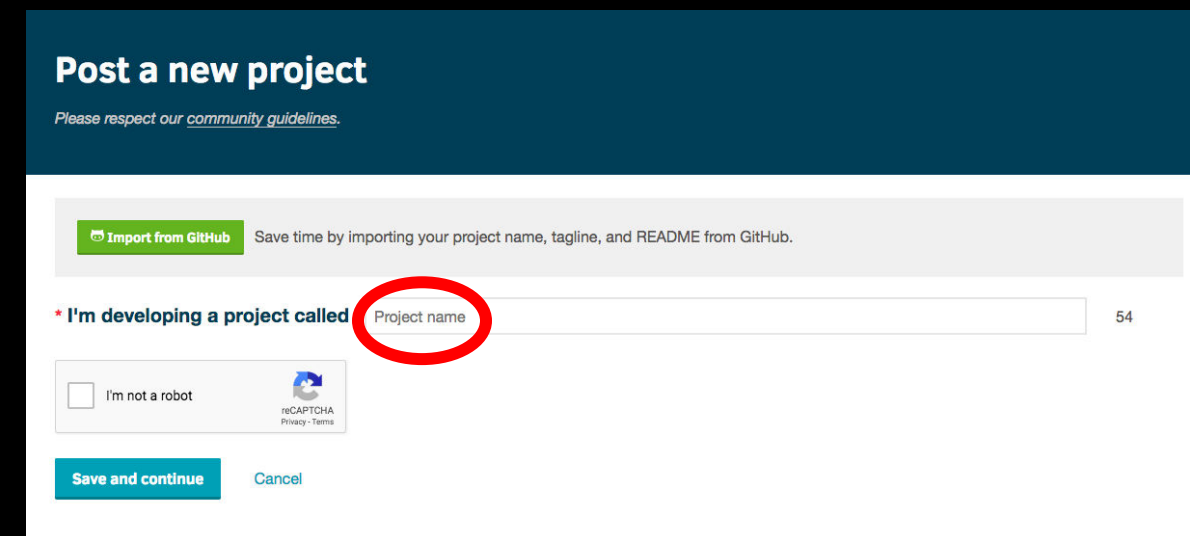 Post a new project
Please respect our community guidelines.
Import from GitHub Save time by importing your project name, tagline, and README from GitHub.
* I'm developing a project called Project name 54
I'm not a robot
reCAPTCHA
Privacy - Terms
Save and continue Cancel